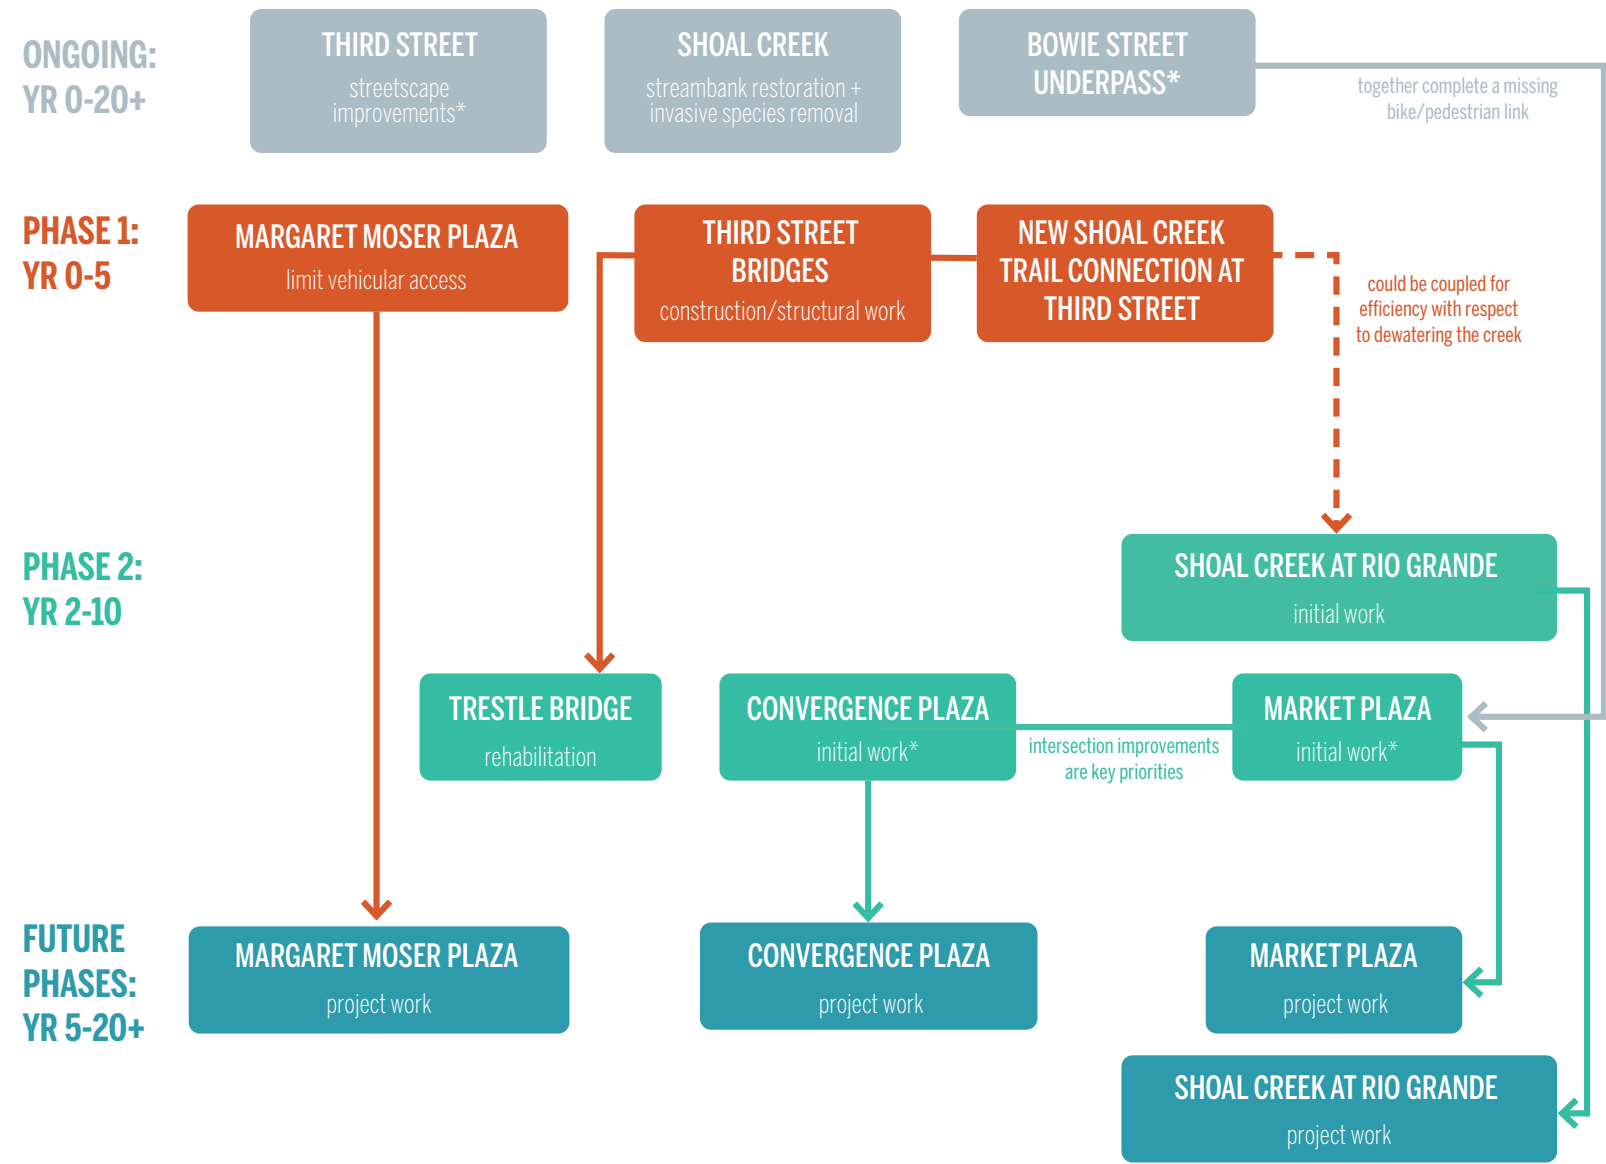 ONGOING:
YR 0-20+
THIRD STREET
streetscape
improvements*
SHOAL CREEK
streambank restoration +
invasive species removal
BOWIE STREET
UNDERPASS*
together complete a missing
bike/pedestrian link
PHASE 1:
YR 0-5
MARGARET MOSER PLAZA
limit vehicular access
THIRD STREET
BRIDGES
construction/structural work
NEW SHOAL CREEK
TRAIL CONNECTION AT
THIRD STREET
could be coupled for
efficiency with respect
to dewatering the creek
PHASE 2:
YR 2-10
SHOAL CREEK AT RIO GRANDE
initial work
TRESTLE BRIDGE
rehabilitation
CONVERGENCE PLAZA
initial work*
intersection improvements
are key priorities
MARKET PLAZA
initial work*
FUTURE
PHASES:
YR 5-20+
MARGARET MOSER PLAZA
project work
CONVERGENCE PLAZA
project work
MARKET PLAZA
project work
SHOAL CREEK AT RIO GRANDE
project work